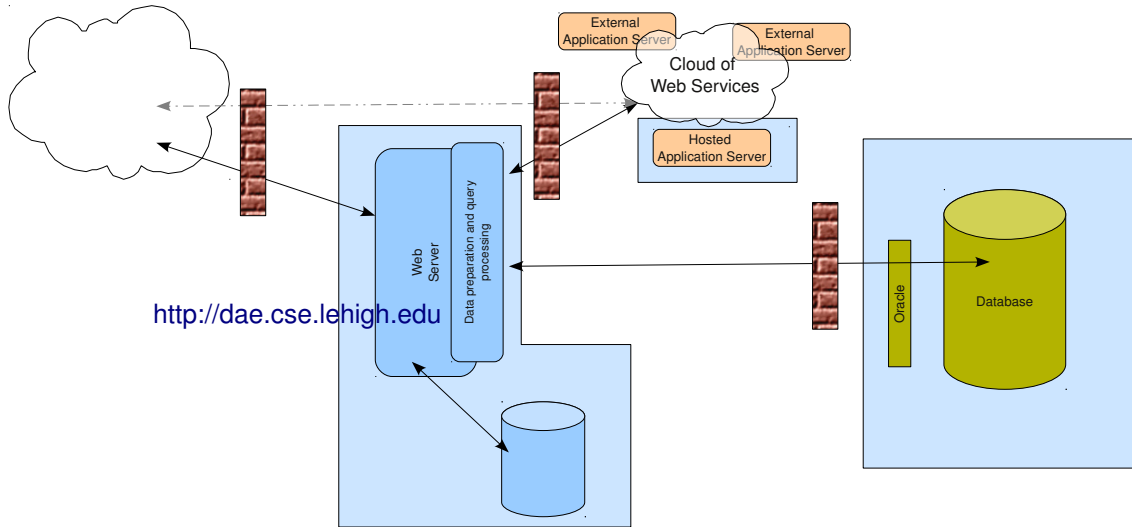 External
Application Server
External
Application Server
Cloud of
Web Services
Hosted
Application Server
Web
Server
Data preparation and query
processing
http://dae.cse.lehigh.edu
Oracle
Database